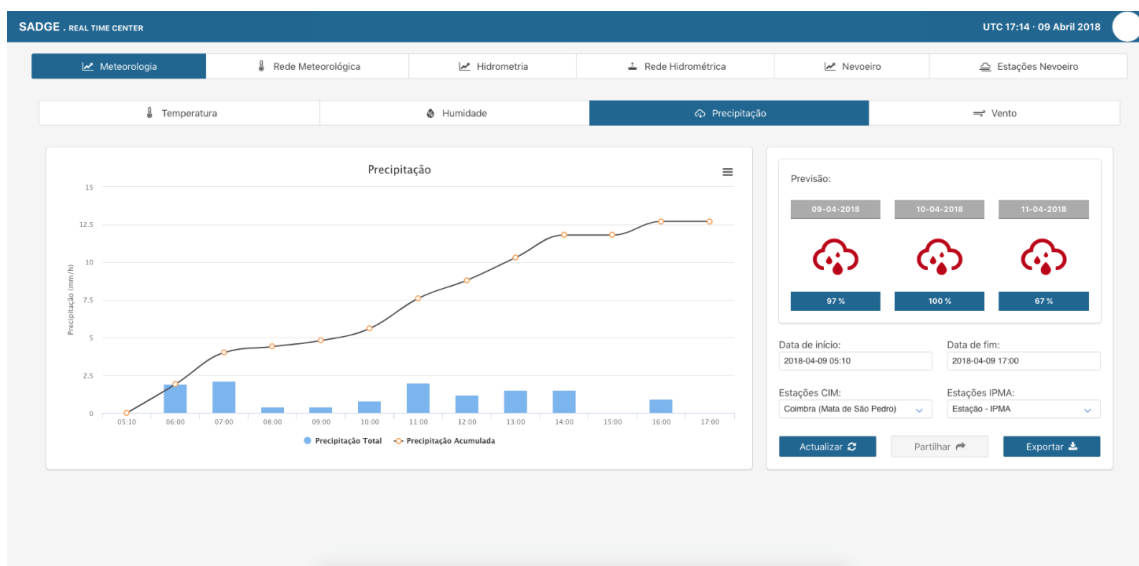 SADGE . REAL TIME CENTER UTC 17:14 · 09 Abril 2018
Meteorologia Rede Meteorológica Hidrometria Rede Hidrométrica Nevoeiro Estações Nevoeiro
Temperatura Humidade Precipitação Vento
Precipitação
15
12.5
10
7.5
5
2.5
0
Precipitação (mm/h)
05:10 06:00 07:00 08:00 09:00 10:00 11:00 12:00 13:00 14:00 15:00 16:00 17:00
Precipitação Total Precipitação Acumulada
Previsão:
09-04-2018 10-04-2018 11-04-2018
97 % 100 % 67 %
Data de início: Data de fim:
2018-04-09 05:10 2018-04-09 17:00
Estações CIM: Estações IPMA:
Coimbra (Mata de São Pedro) Estação - IPMA
Actualizar Partilhar Exportar